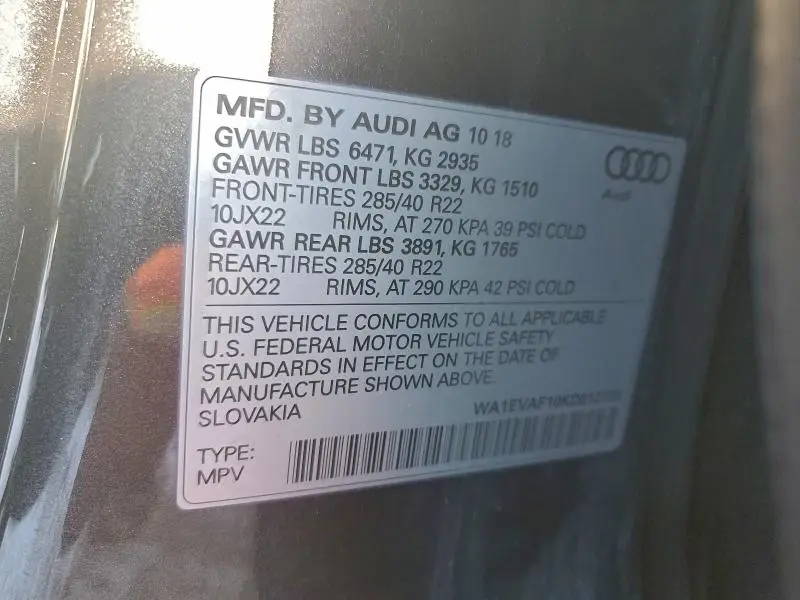 MFD. BY AUDI AG 10 18
GVWR LBS 6471, KG 2935
GAWR FRONT LBS 3329, KG 1510
FRONT-TIRES 285/40 R22
10JX22 RIMS, AT 270 KPA 39 PSI COLD
GAWR REAR LBS 3891, KG 1765
REAR-TIRES 285/40 R22
10JX22 RIMS, AT 290 KPA 42 PSI COLD
Audi
THIS VEHICLE CONFORMS TO ALL APPLICABLE
U.S. FEDERAL MOTOR VEHICLE SAFETY
STANDARDS IN EFFECT ON THE DATE OF
MANUFACTURE SHOWN ABOVE.
SLOVAKIA
TYPE:
MPV